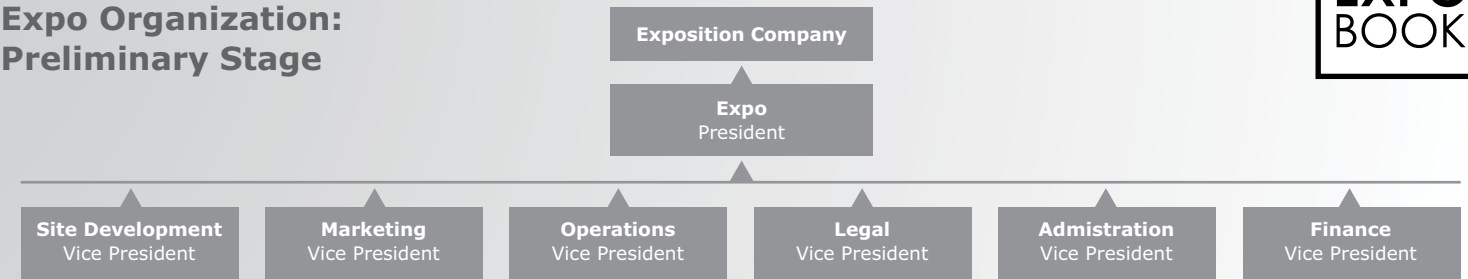 Expo Organization:
Preliminary Stage
EXPO
BOOK
Exposition Company
Expo
President
Site Development
Vice President
Marketing
Vice President
Operations
Vice President
Legal
Vice President
Admistration
Vice President
Finance
Vice President